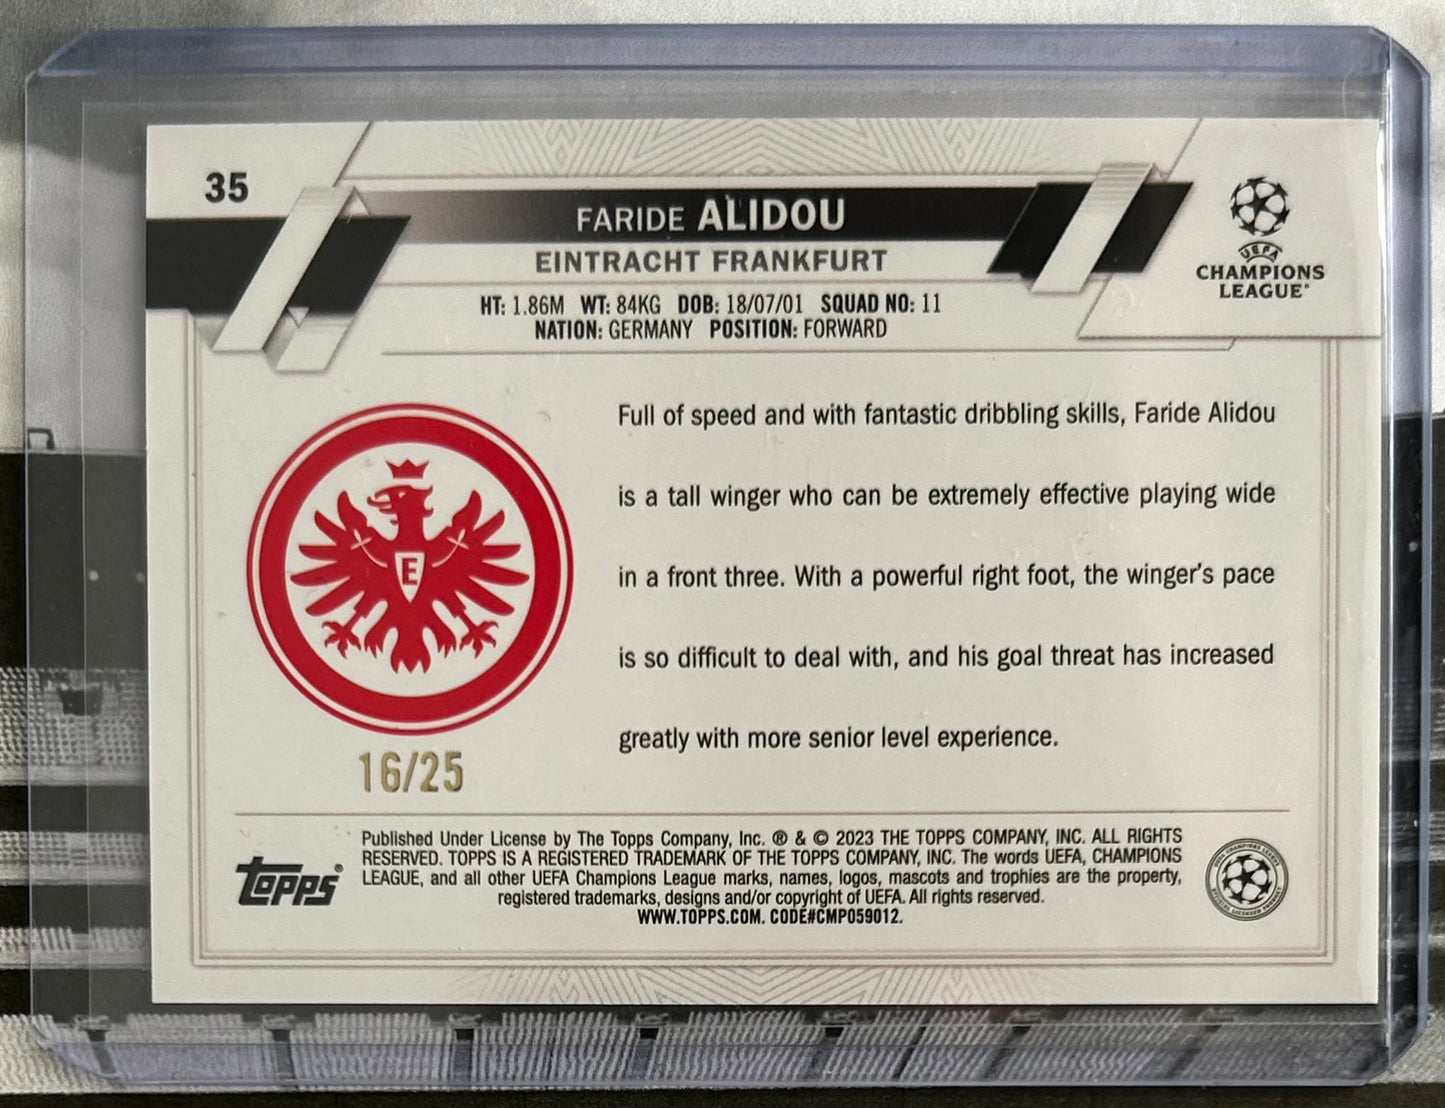 35
FARIDE ALIDOU
EINTRACHT FRANKFURT
HT: 1.86M WT: 84KG DOB: 18/07/01 SQUAD NO: 11
NATION: GERMANY POSITION: FORWARD
UEFA
CHAMPIONS
LEAGUE®
E
Full of speed and with fantastic dribbling skills, Faride Alidou
is a tall winger who can be extremely effective playing wide
in a front three. With a powerful right foot, the winger's pace
is so difficult to deal with, and his goal threat has increased
greatly with more senior level experience.
16/25
Topps®
Published Under License by The Topps Company, Inc. ® & © 2023 THE TOPPS COMPANY, INC. ALL RIGHTS
RESERVED. TOPPS IS A REGISTERED TRADEMARK OF THE TOPPS COMPANY, INC. The words UEFA, CHAMPIONS
LEAGUE, and all other UEFA Champions League marks, names, logos, mascots and trophies are the property,
registered trademarks, designs and/or copyright of UEFA. All rights reserved.
WWW.TOPPS.COM. CODE#CMP059012.
UEFA CHAMPIONS LEAGUE
OFFICIAL LICENSED PRODUCT